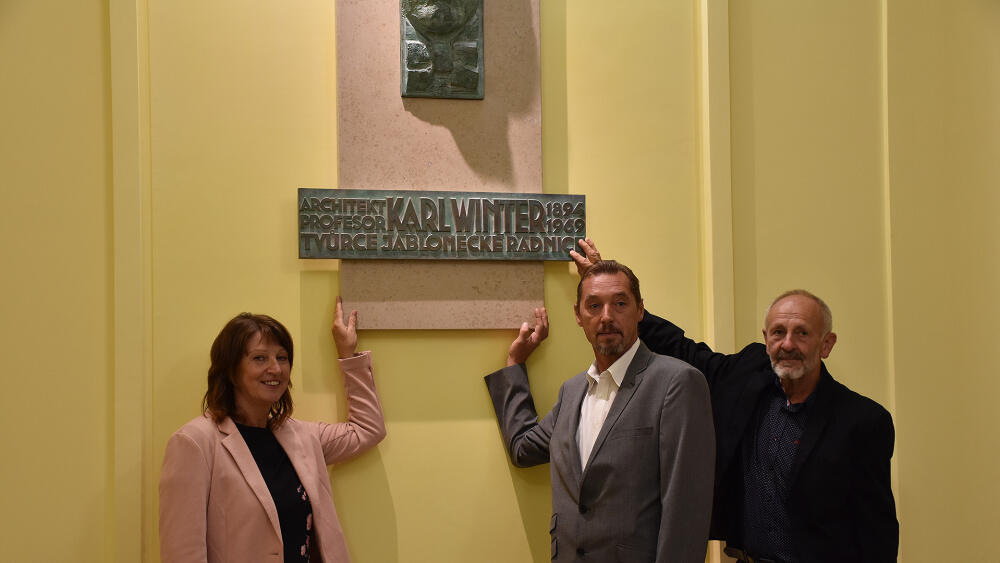 ARCHITEKT KARL WINTER 1894
PROFESOR 1969
TVŮRCE JABLONECKÉ RADNICE